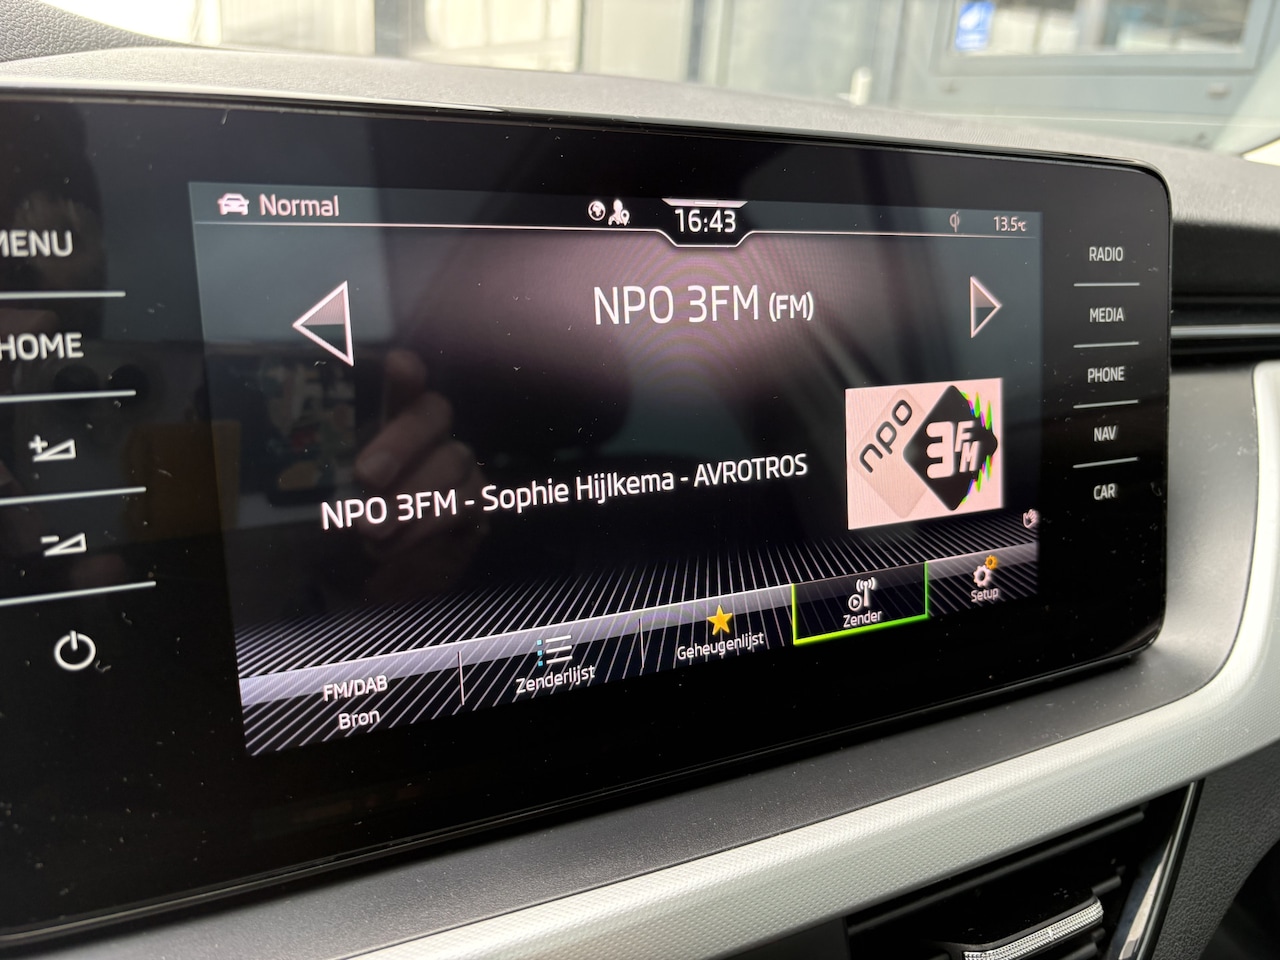 Normal
16:43
13.5°C
MENU
HOME
NPO 3FM (FM)
RADIO
MEDIA
PHONE
NAV
CAR
npo
3FM
NPO 3FM - Sophie Hijlkema - AVROTROS
FM/DAB
Bron
Zenderlijst
Geheugenlijst
Zender
Setup